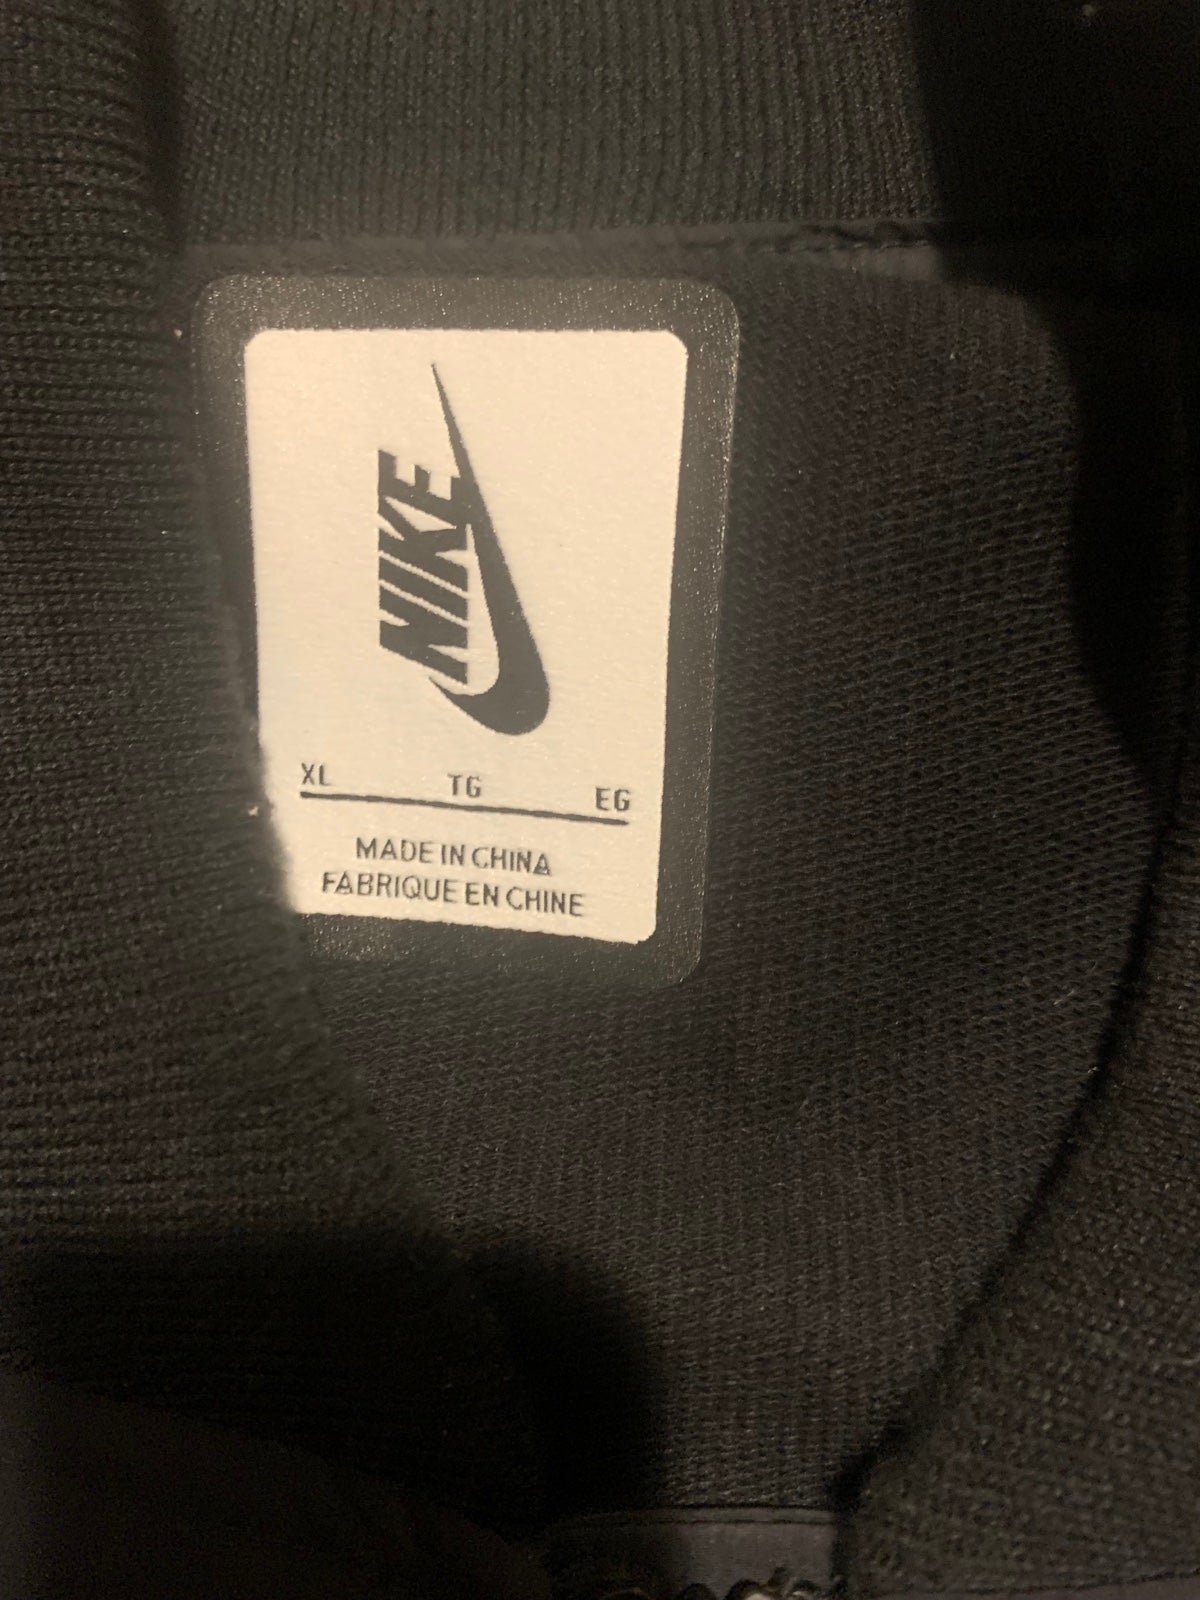 NIKE
XL TG EG
MADE IN CHINA
FABRIQUE EN CHINE